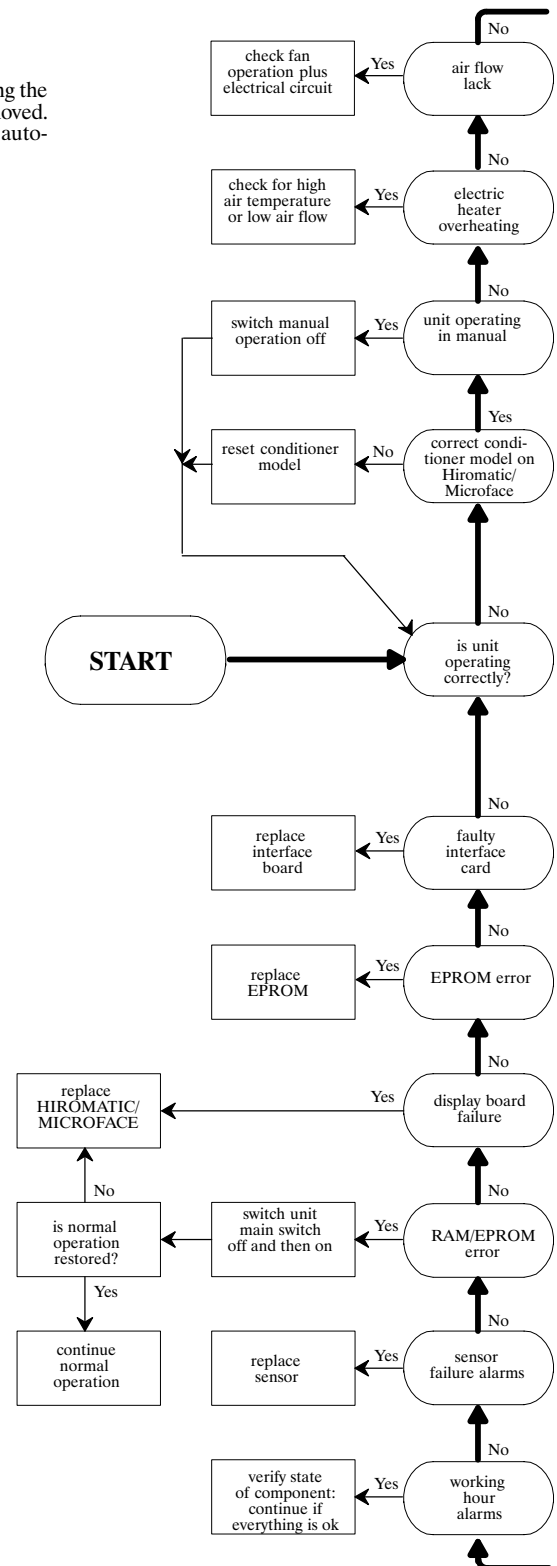 No
check fan
operation plus
electrical circuit
Yes
air flow
lack
ng the
oved.
auto-
No
check for high
air temperature
or low air flow
Yes
electric
heater
overheating
No
switch manual
operation off
Yes
unit operating
in manual
Yes
reset conditioner
model
No
correct condi-
tioner model on
Hiromatic/
Microface
No
START
is unit
operating
correctly?
No
replace
interface
board
Yes
faulty
interface
card
No
replace
EPROM
Yes
EPROM error
No
replace
HIROMATIC/
MICROFACE
Yes
display board
failure
No
No
is normal
operation
restored?
switch unit
main switch
off and then on
Yes
RAM/EPROM
error
Yes
No
continue
normal
operation
replace
sensor
Yes
sensor
failure alarms
No
verify state
of component:
continue if
everything is ok
Yes
working
hour
alarms